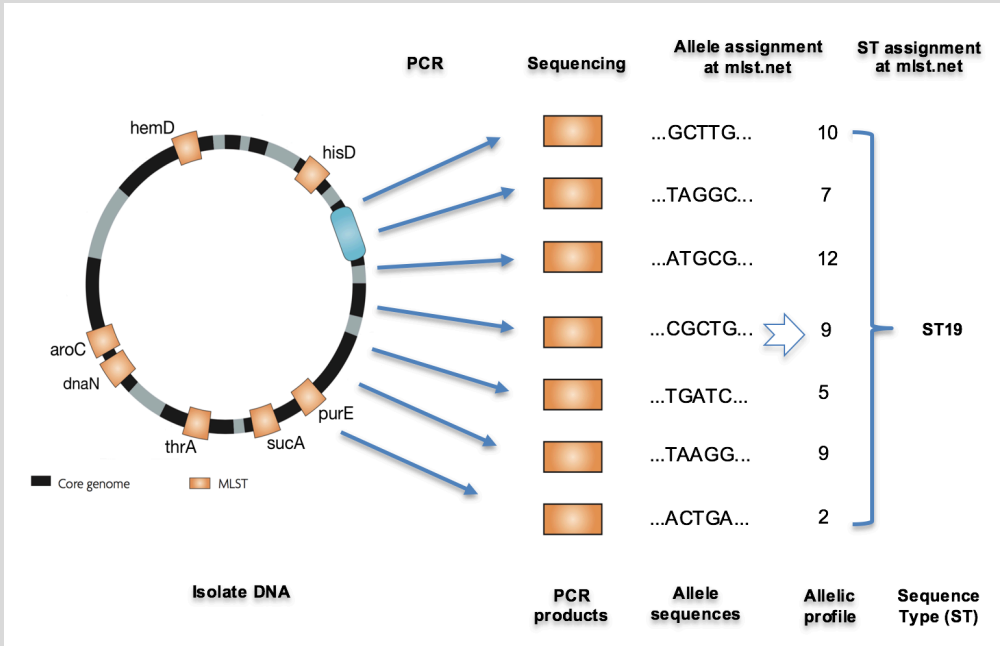 PCR
Sequencing
Allele assignment
at mlst.net
ST assignment
at mlst.net
hemD
hisD
aroC
dnaN
thrA
sucA
purE
Core genome
MLST
...GCTTG...
10
...TAGGC...
7
...ATGCG...
12
...CGCTG...
9
...TGATC...
5
...TAAGG...
9
...ACTGA...
2
ST19
Isolate DNA
PCR
products
Allele
sequences
Allelic
profile
Sequence
Type (ST)